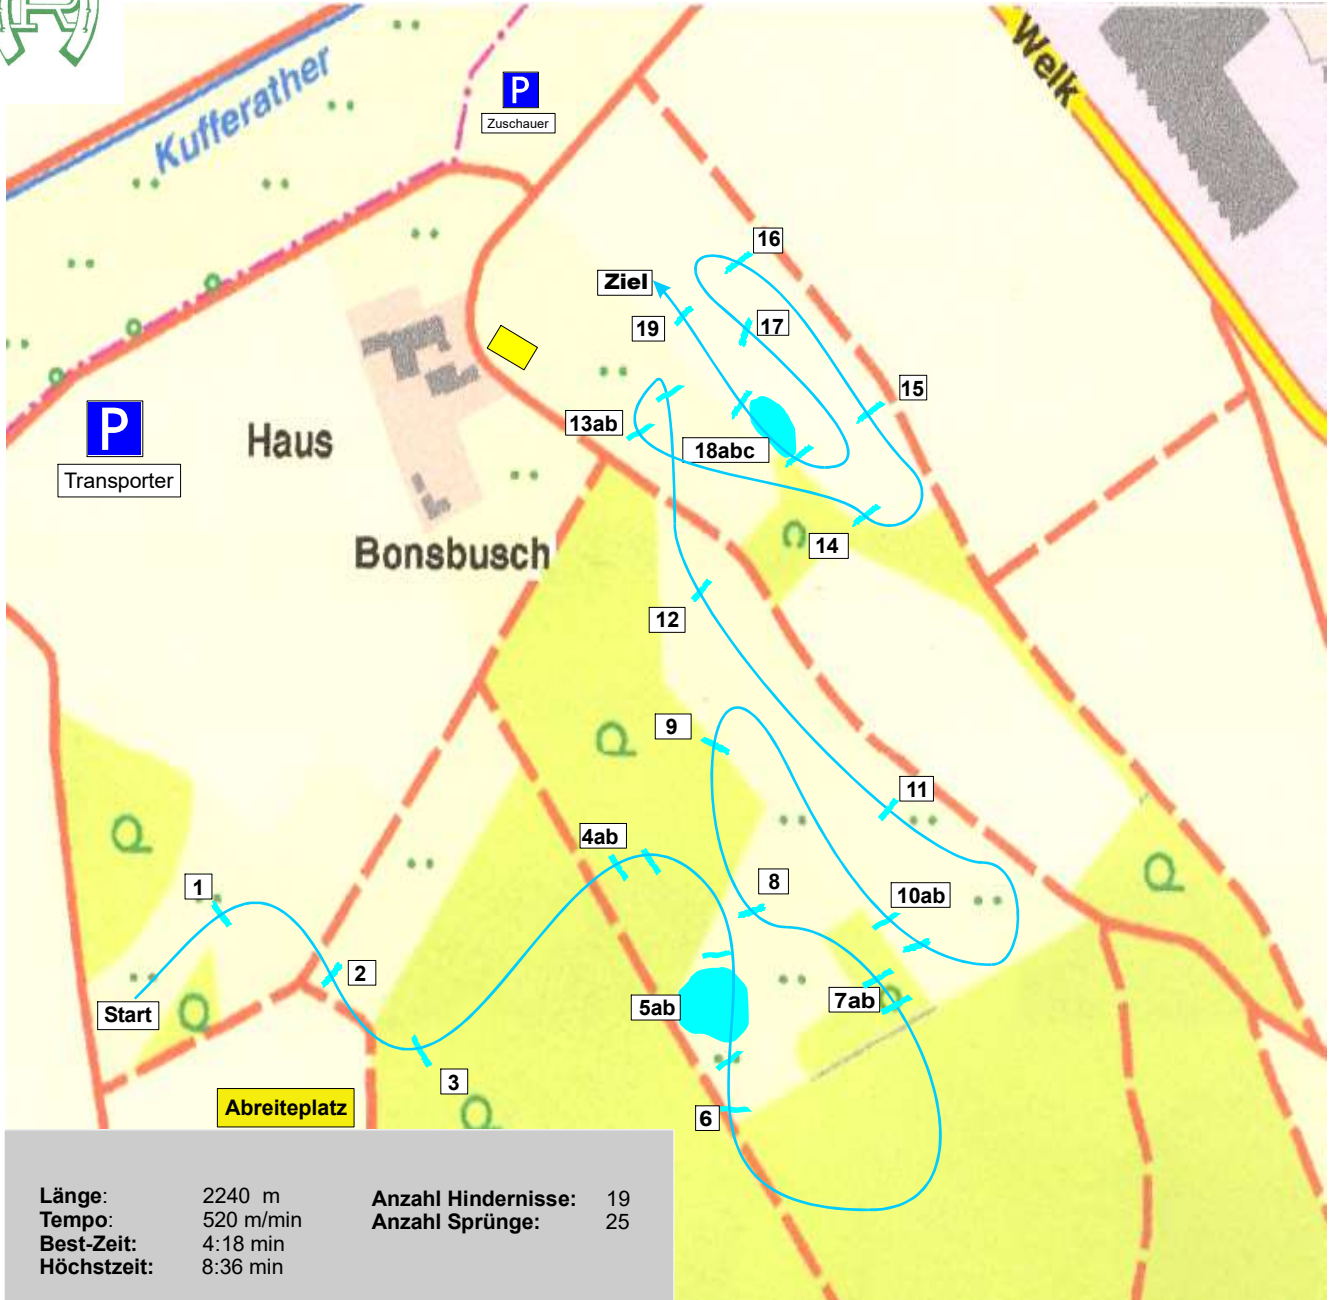 R
Kufferather
P
Zuschauer
Welk
16
Ziel
17
19
15
13ab
18abc
P
Transporter
Haus
Bonsbusch
14
12
9
11
4ab
8
10ab
1
2
5ab
7ab
Start
3
6
Abreiteplatz
Länge: 2240 m Anzahl Hindernisse: 19
Tempo: 520 m/min Anzahl Sprünge: 25
Best-Zeit: 4:18 min
Höchstzeit: 8:36 min